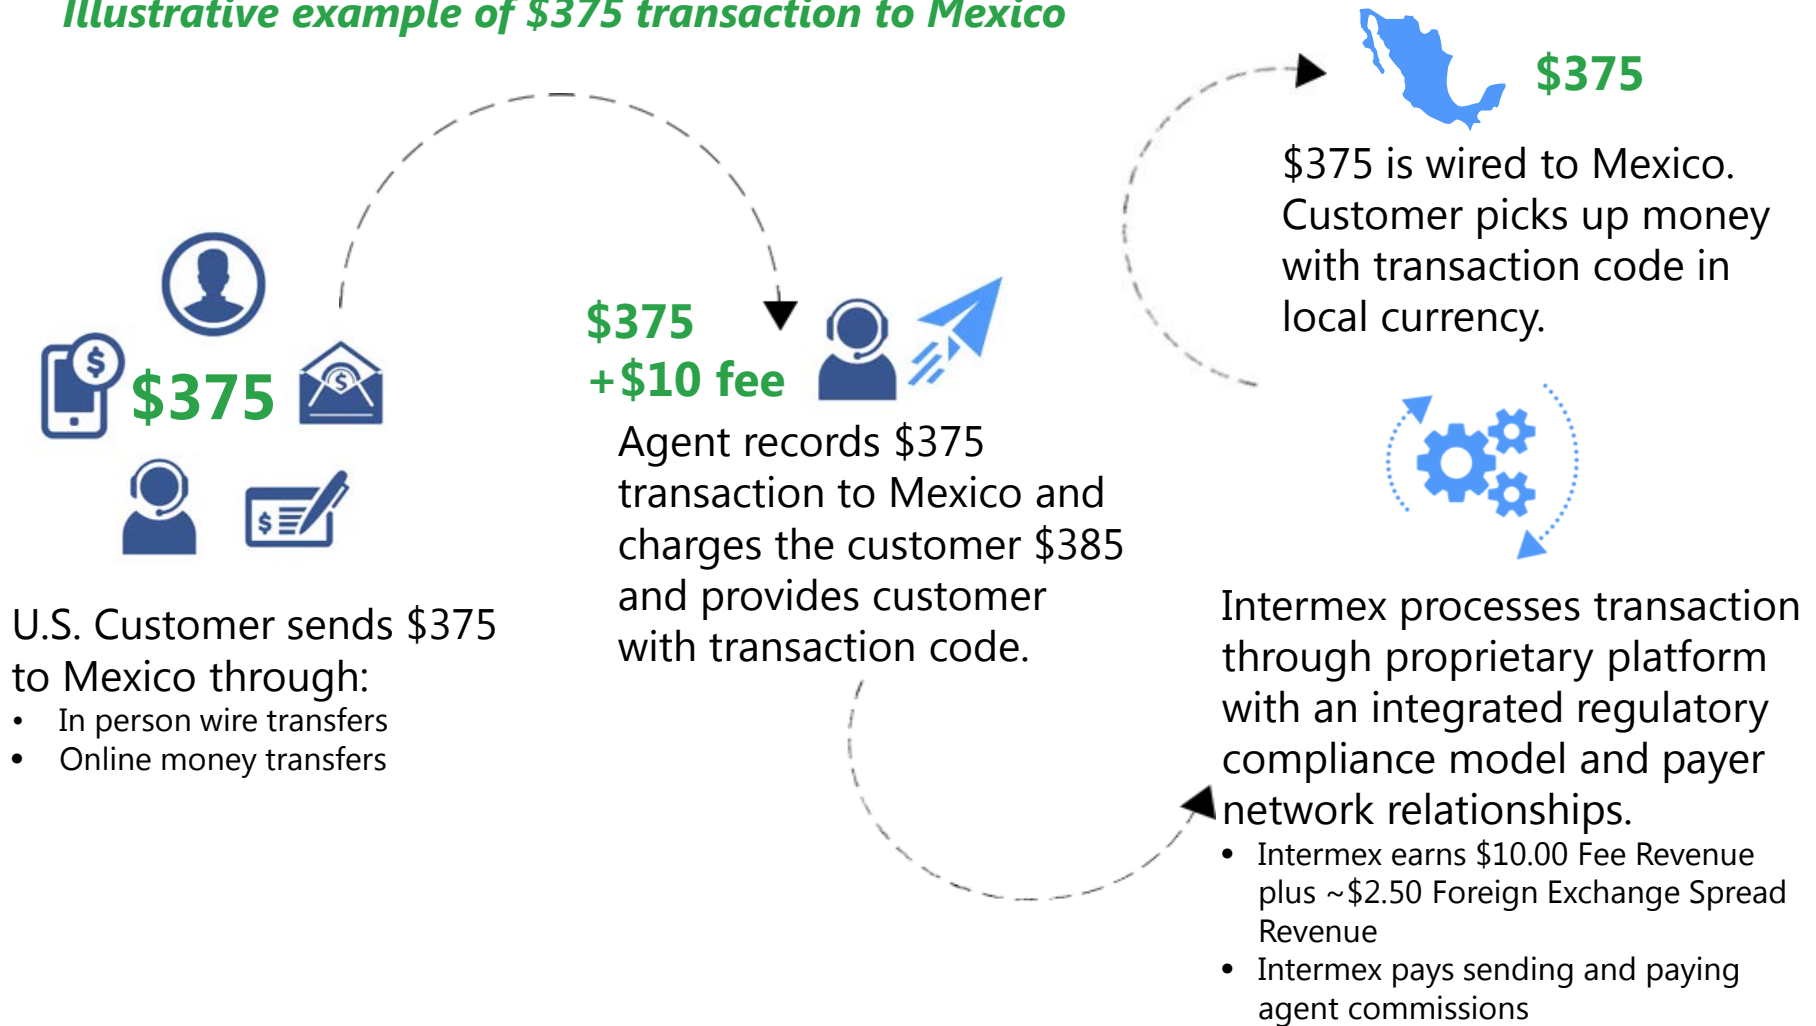 Illustrative example of $375 transaction to Mexico
$375
U.S. Customer sends $375
to Mexico through:
• In person wire transfers
• Online money transfers
$375
+$10 fee
Agent records $375
transaction to Mexico and
charges the customer $385
and provides customer
with transaction code.
$375
$375 is wired to Mexico.
Customer picks up money
with transaction code in
local currency.
Intermex processes transaction
through proprietary platform
with an integrated regulatory
compliance model and payer
network relationships.
• Intermex earns $10.00 Fee Revenue
plus ~$2.50 Foreign Exchange Spread
Revenue
• Intermex pays sending and paying
agent commissions